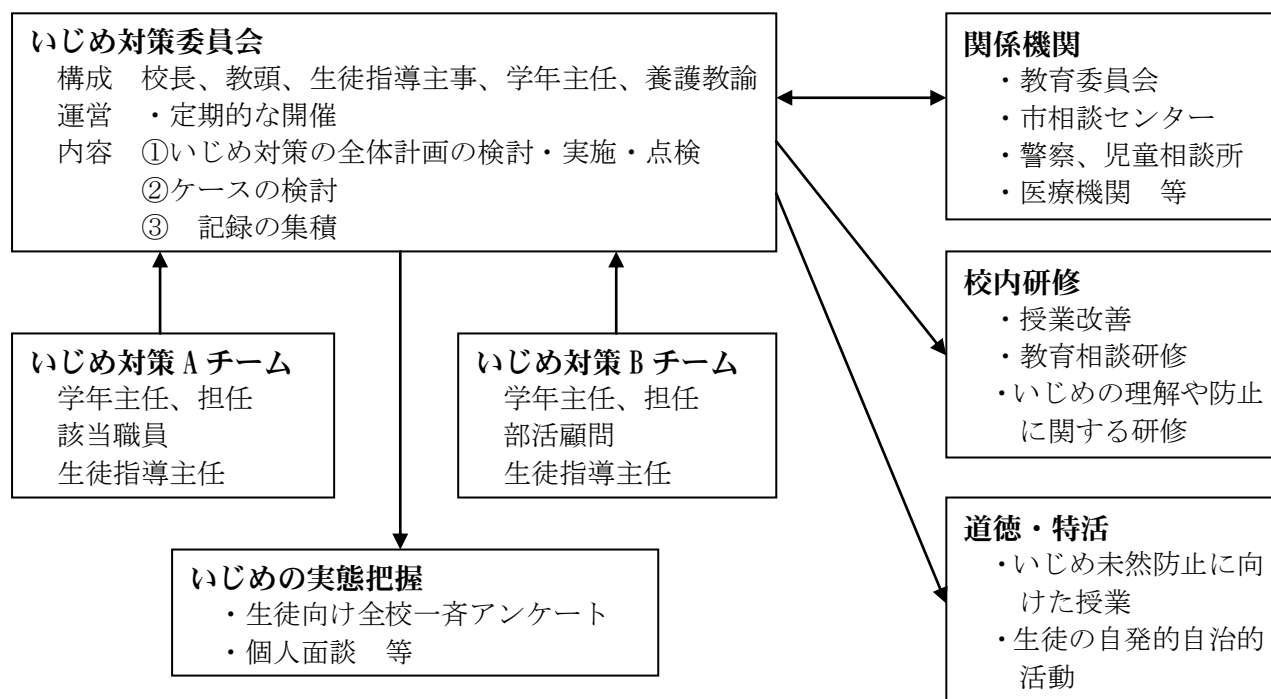 いじめ対策委員会
構成　校長、教頭、生徒指導主事、学年主任、養護教諭
運営　・定期的な開催
内容　①いじめ対策の全体計画の検討・実施・点検
②ケースの検討
③　記録の集積
関係機関
・教育委員会
・市相談センター
・警察、児童相談所
・医療機関　等
校内研修
・授業改善
・教育相談研修
・いじめの理解や防止
に関する研修
いじめ対策 A チーム
学年主任、担任
該当職員
生徒指導主任
いじめ対策 B チーム
学年主任、担任
部活顧問
生徒指導主任
道徳・特活
・いじめ未然防止に向
けた授業
・生徒の自発的自治的
活動
いじめの実態把握
・生徒向け全校一斉アンケート
・個人面談　等